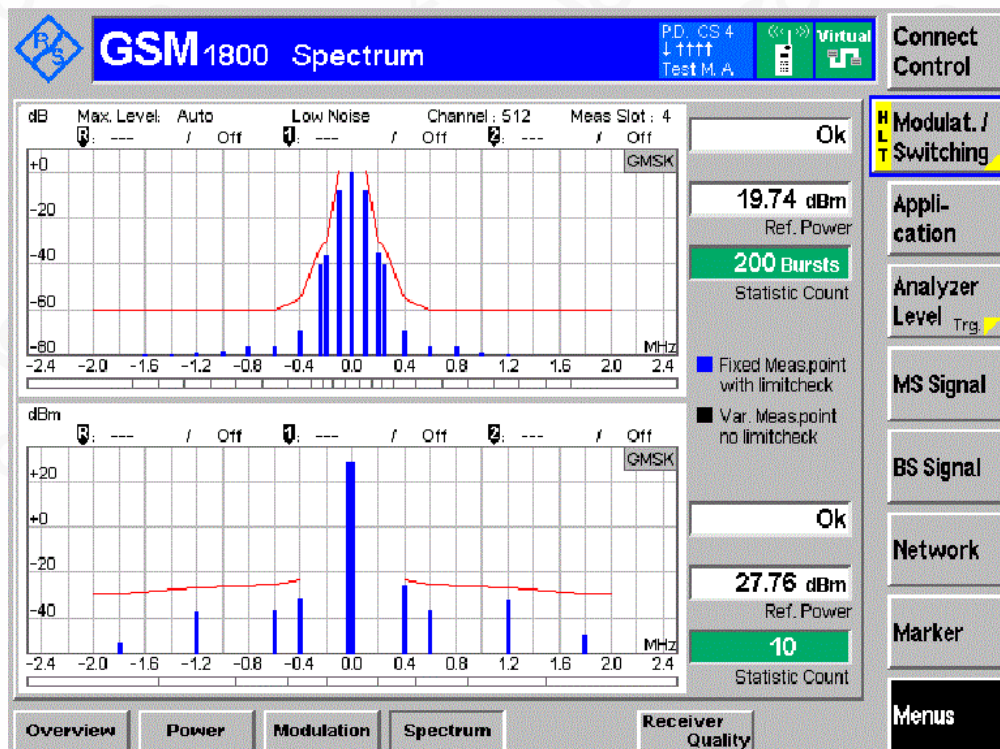 R/S
GSM 1800 Spectrum
P.D. CS 4
Test M. A
Virtual
Connect Control
dB Max. Level: Auto Low Noise Channel : 512 Meas Slot : 4
R: --- / Off 1: --- / Off 2: --- / Off
GMSK
+0
-20
-40
-60
-80
MHz
-2.4 -2.0 -1.6 -1.2 -0.8 -0.4 0.0 0.4 0.8 1.2 1.6 2.0 2.4
Ok
19.74 dBm
Ref. Power
200 Bursts
Statistic Count
Fixed Meas.point
with limitcheck
Var. Meas.point
no limitcheck
dBm
R: --- / Off 1: --- / Off 2: --- / Off
GMSK
+20
+0
-20
-40
MHz
-2.4 -2.0 -1.6 -1.2 -0.8 -0.4 0.0 0.4 0.8 1.2 1.6 2.0 2.4
Ok
27.76 dBm
Ref. Power
10
Statistic Count
HLT
Modulat. /
Switching
Appli-
cation
Analyzer
Level Trg.
MS Signal
BS Signal
Network
Marker
Menus
Overview Power Modulation Spectrum Receiver
Quality